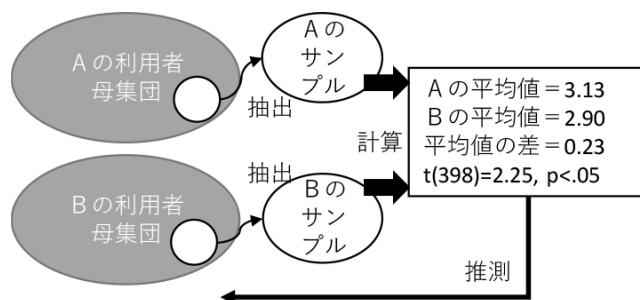 Aの利用者
母集団
Aの
サン
プル
抽出
Aの平均値＝3.13
Bの平均値＝2.90
平均値の差＝0.23
t(398)=2.25, p<.05
計算
抽出
Bの利用者
母集団
Bの
サン
プル
推測